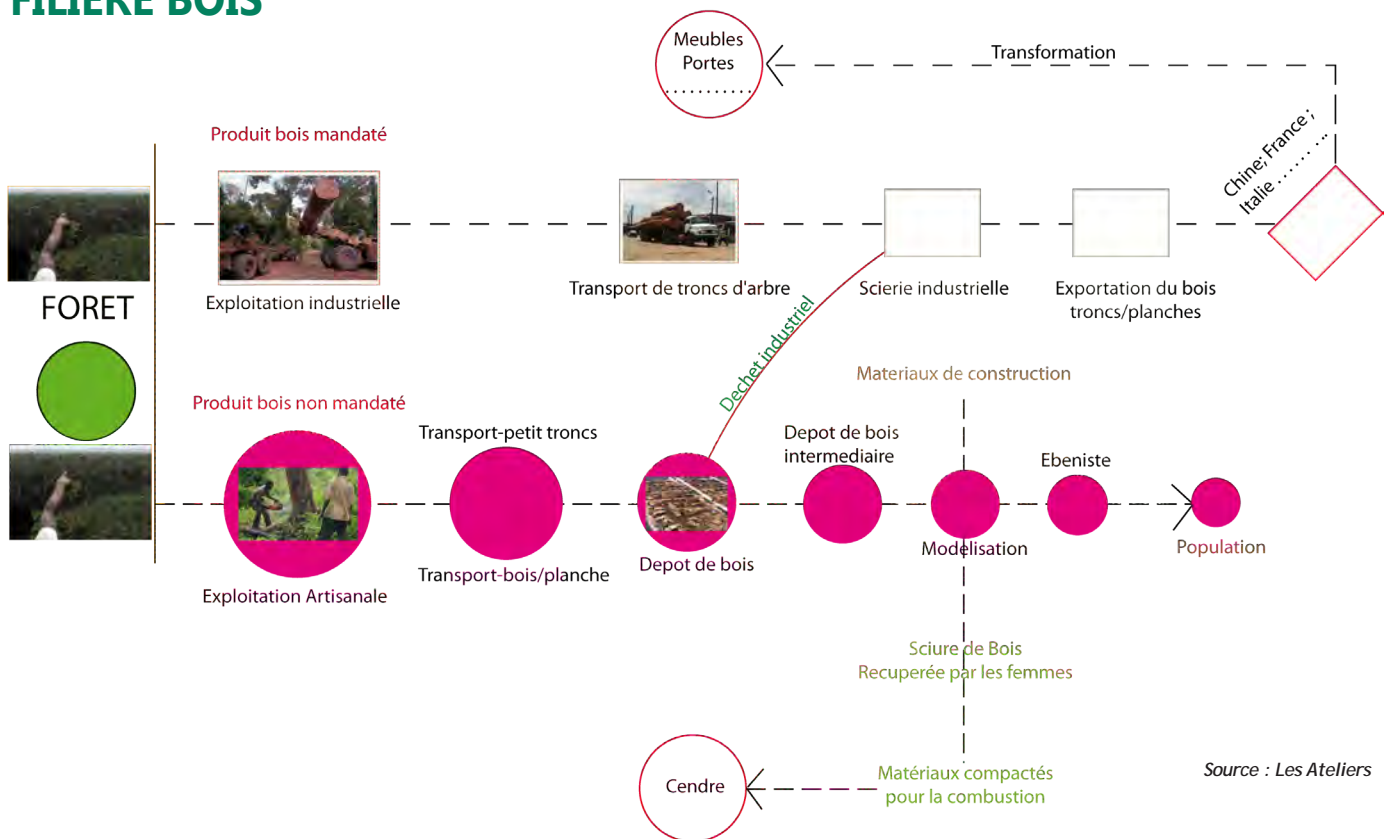 FILIERE BOIS
Meubles
Portes
...........
Transformation
Produit bois mandaté
Chine; France ;
Italie ........
FORET
Exploitation industrielle
Transport de troncs d'arbre
Scierie industrielle
Exportation du bois
troncs/planches
Dechet industriel
Materiaux de construction
Produit bois non mandaté
Transport-petit troncs
Depot de bois
intermediaire
Ebeniste
Modelisation
Population
Depot de bois
Transport-bois/planche
Exploitation Artisanale
Sciure de Bois
Recuperée par les femmes
Cendre
Matériaux compactés
pour la combustion
Source : Les Ateliers